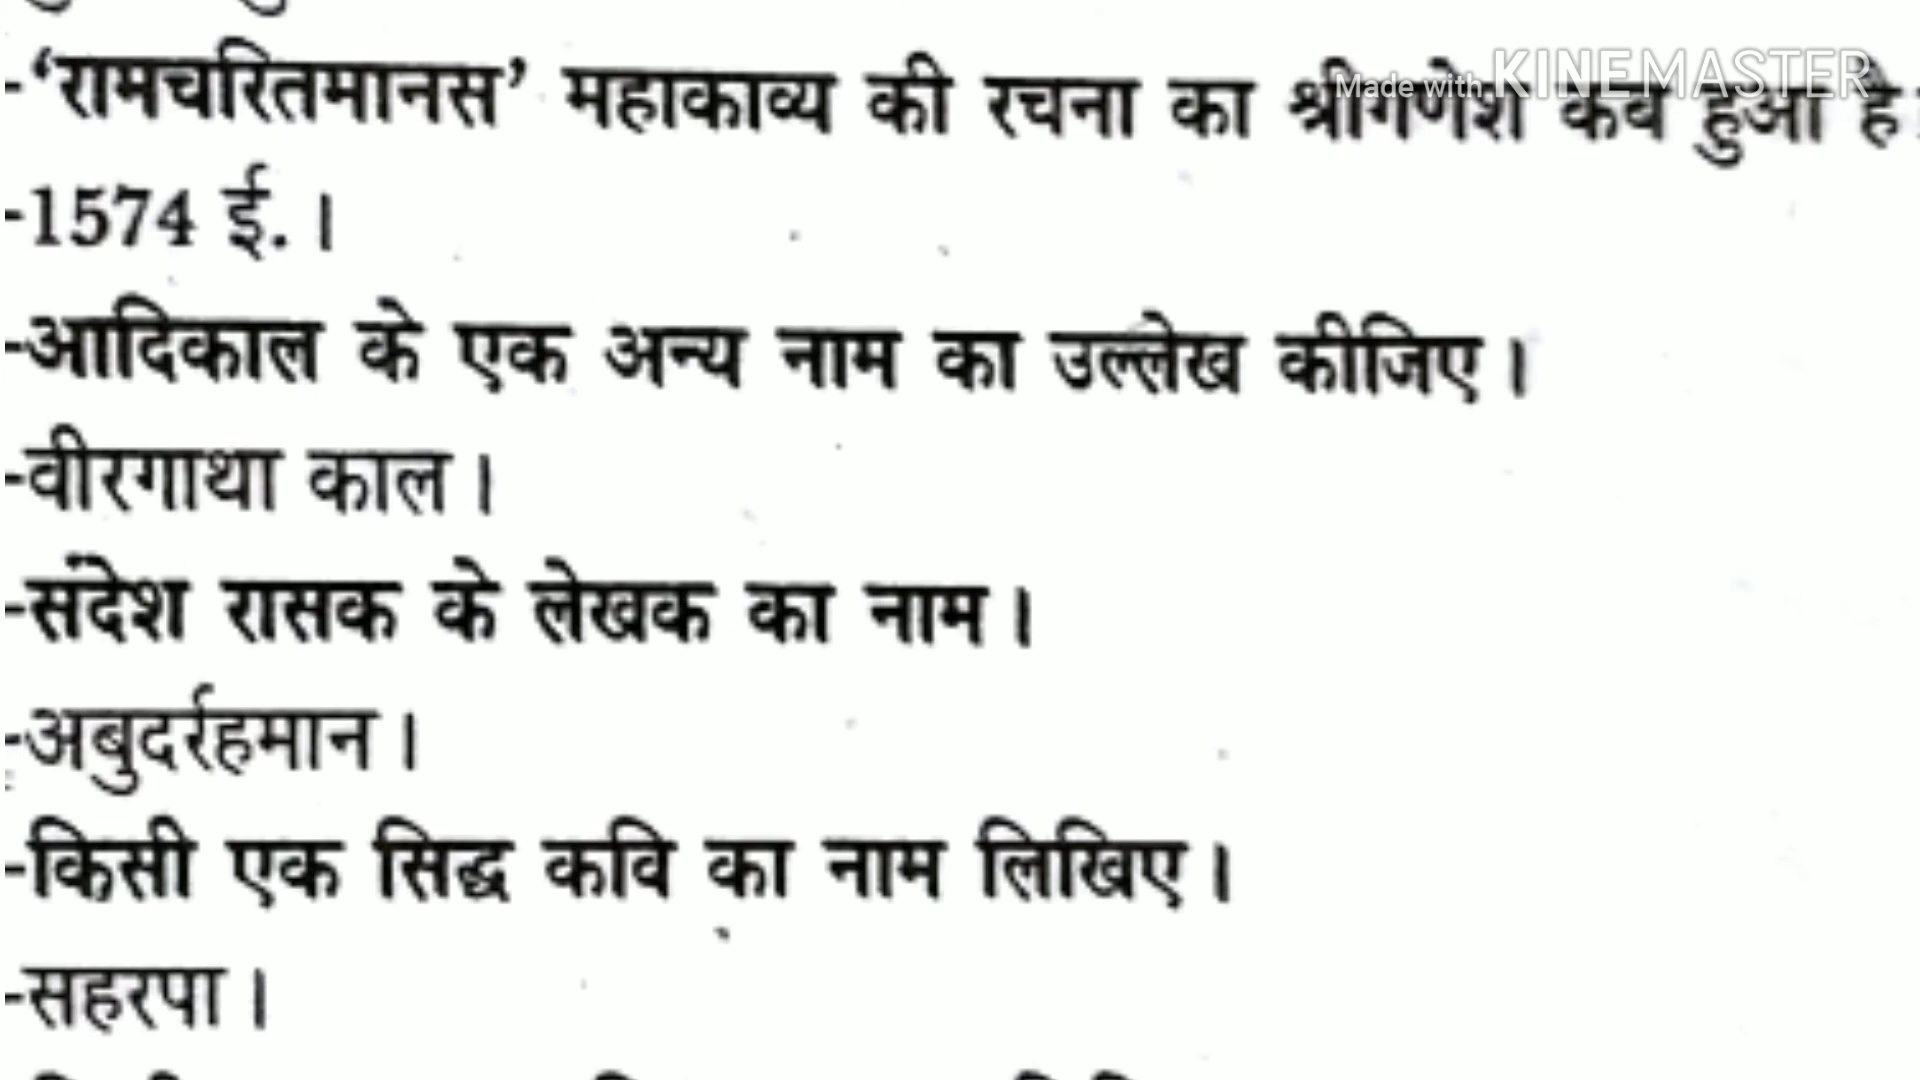 -‘रामचरितमानस’ महाकाव्य की रचना का श्रीगणेश कब हुआ है
Made with KINEMASTER
-1574 ई.।
-आदिकाल के एक अन्य नाम का उल्लेख कीजिए।
-वीरगाथा काल।
-संदेश रासक के लेखक का नाम।
-अबुदर्रहमान।
-किसी एक सिद्ध कवि का नाम लिखिए।
-सहरपा।